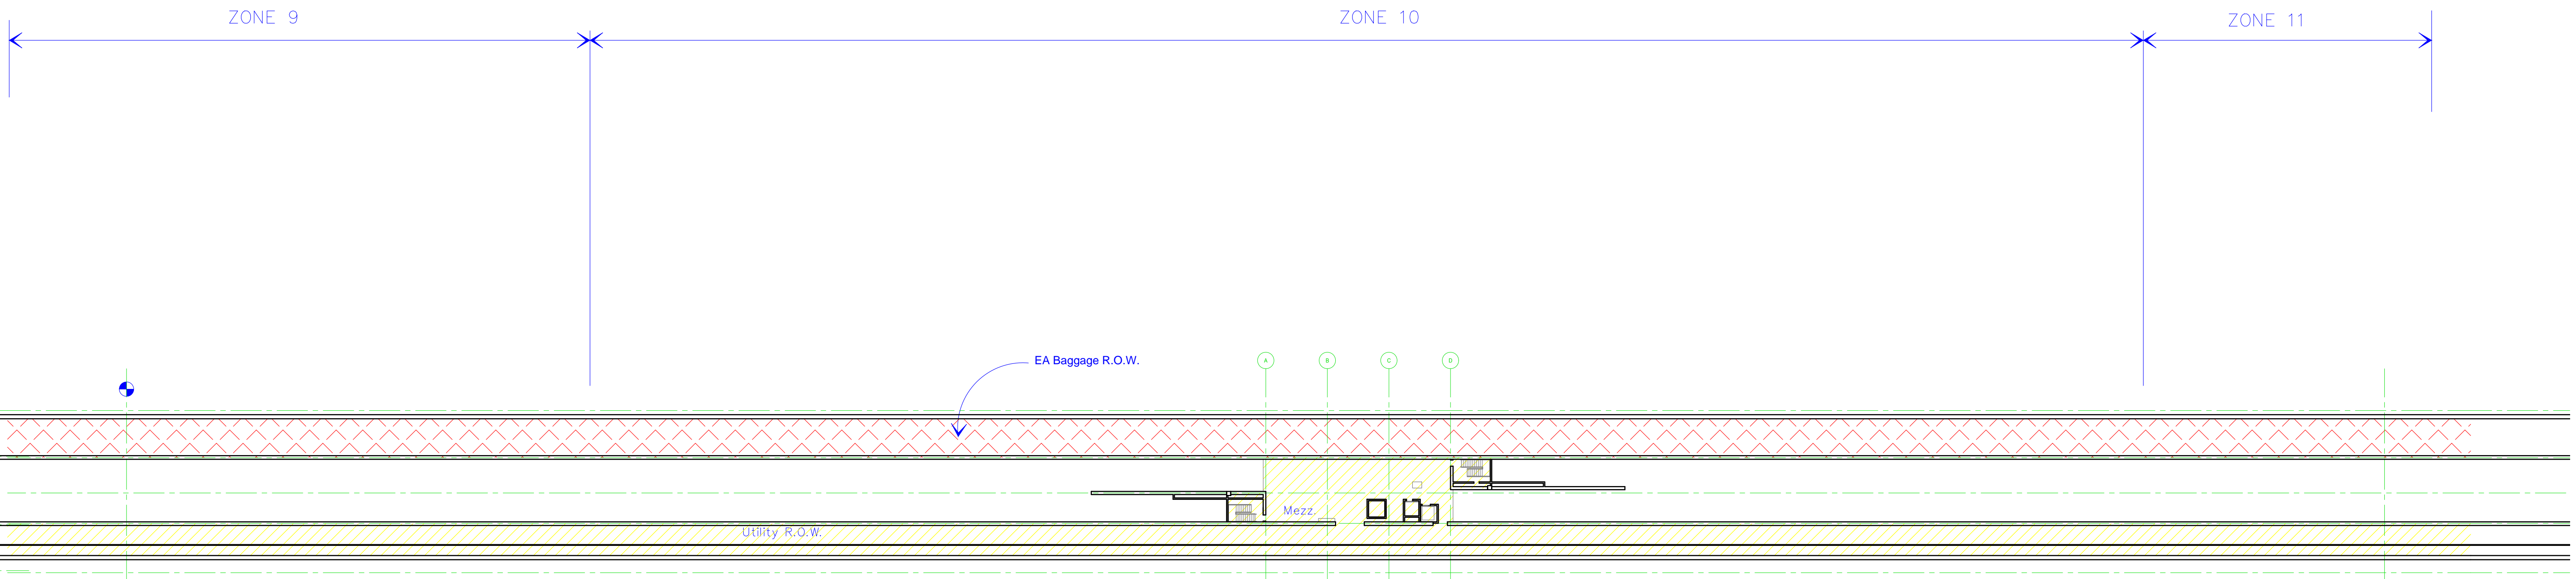 ZONE 9
ZONE 10
ZONE 11
EA Baggage R.O.W.
A
B
C
D
Mezz.
Utility R.O.W.